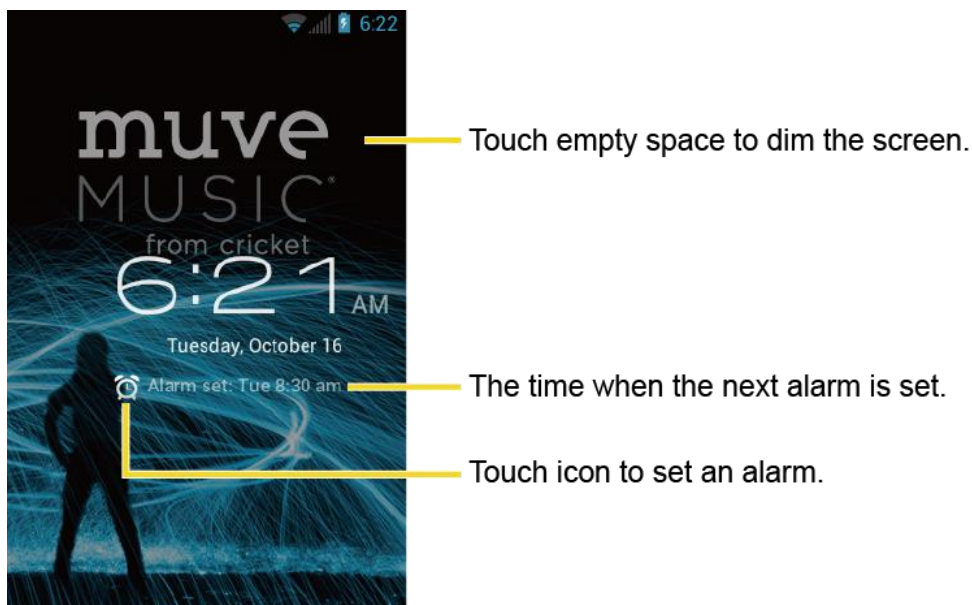 6:22
muve
MUSIC®
from cricket
6:21 AM
Tuesday, October 16
Alarm set: Tue 8:30 am
Touch empty space to dim the screen.
The time when the next alarm is set.
Touch icon to set an alarm.